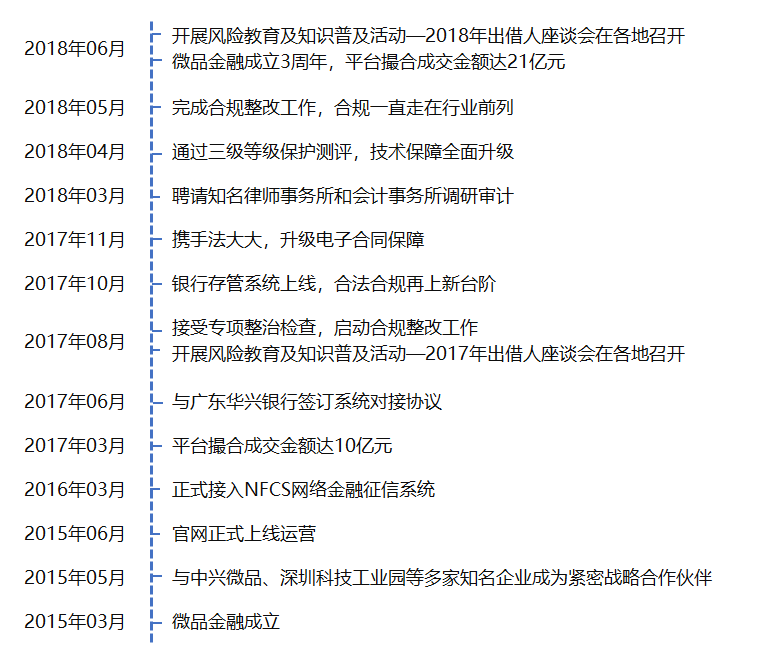 2018年06月
开展风险教育及知识普及活动—2018年出借人座谈会在各地召开
微品金融成立3周年，平台撮合成交金额达21亿元
2018年05月
完成合规整改工作，合规一直走在行业前列
2018年04月
通过三级等级保护测评，技术保障全面升级
2018年03月
聘请知名律师事务所和会计事务所调研审计
2017年11月
携手法大大，升级电子合同保障
2017年10月
银行存管系统上线，合法合规再上新台阶
2017年08月
接受专项整治检查，启动合规整改工作
开展风险教育及知识普及活动—2017年出借人座谈会在各地召开
2017年06月
与广东华兴银行签订系统对接协议
2017年03月
平台撮合成交金额达10亿元
2016年03月
正式接入NFCS网络金融征信系统
2015年06月
官网正式上线运营
2015年05月
与中兴微品、深圳科技工业园等多家知名企业成为紧密战略合作伙伴
2015年03月
微品金融成立